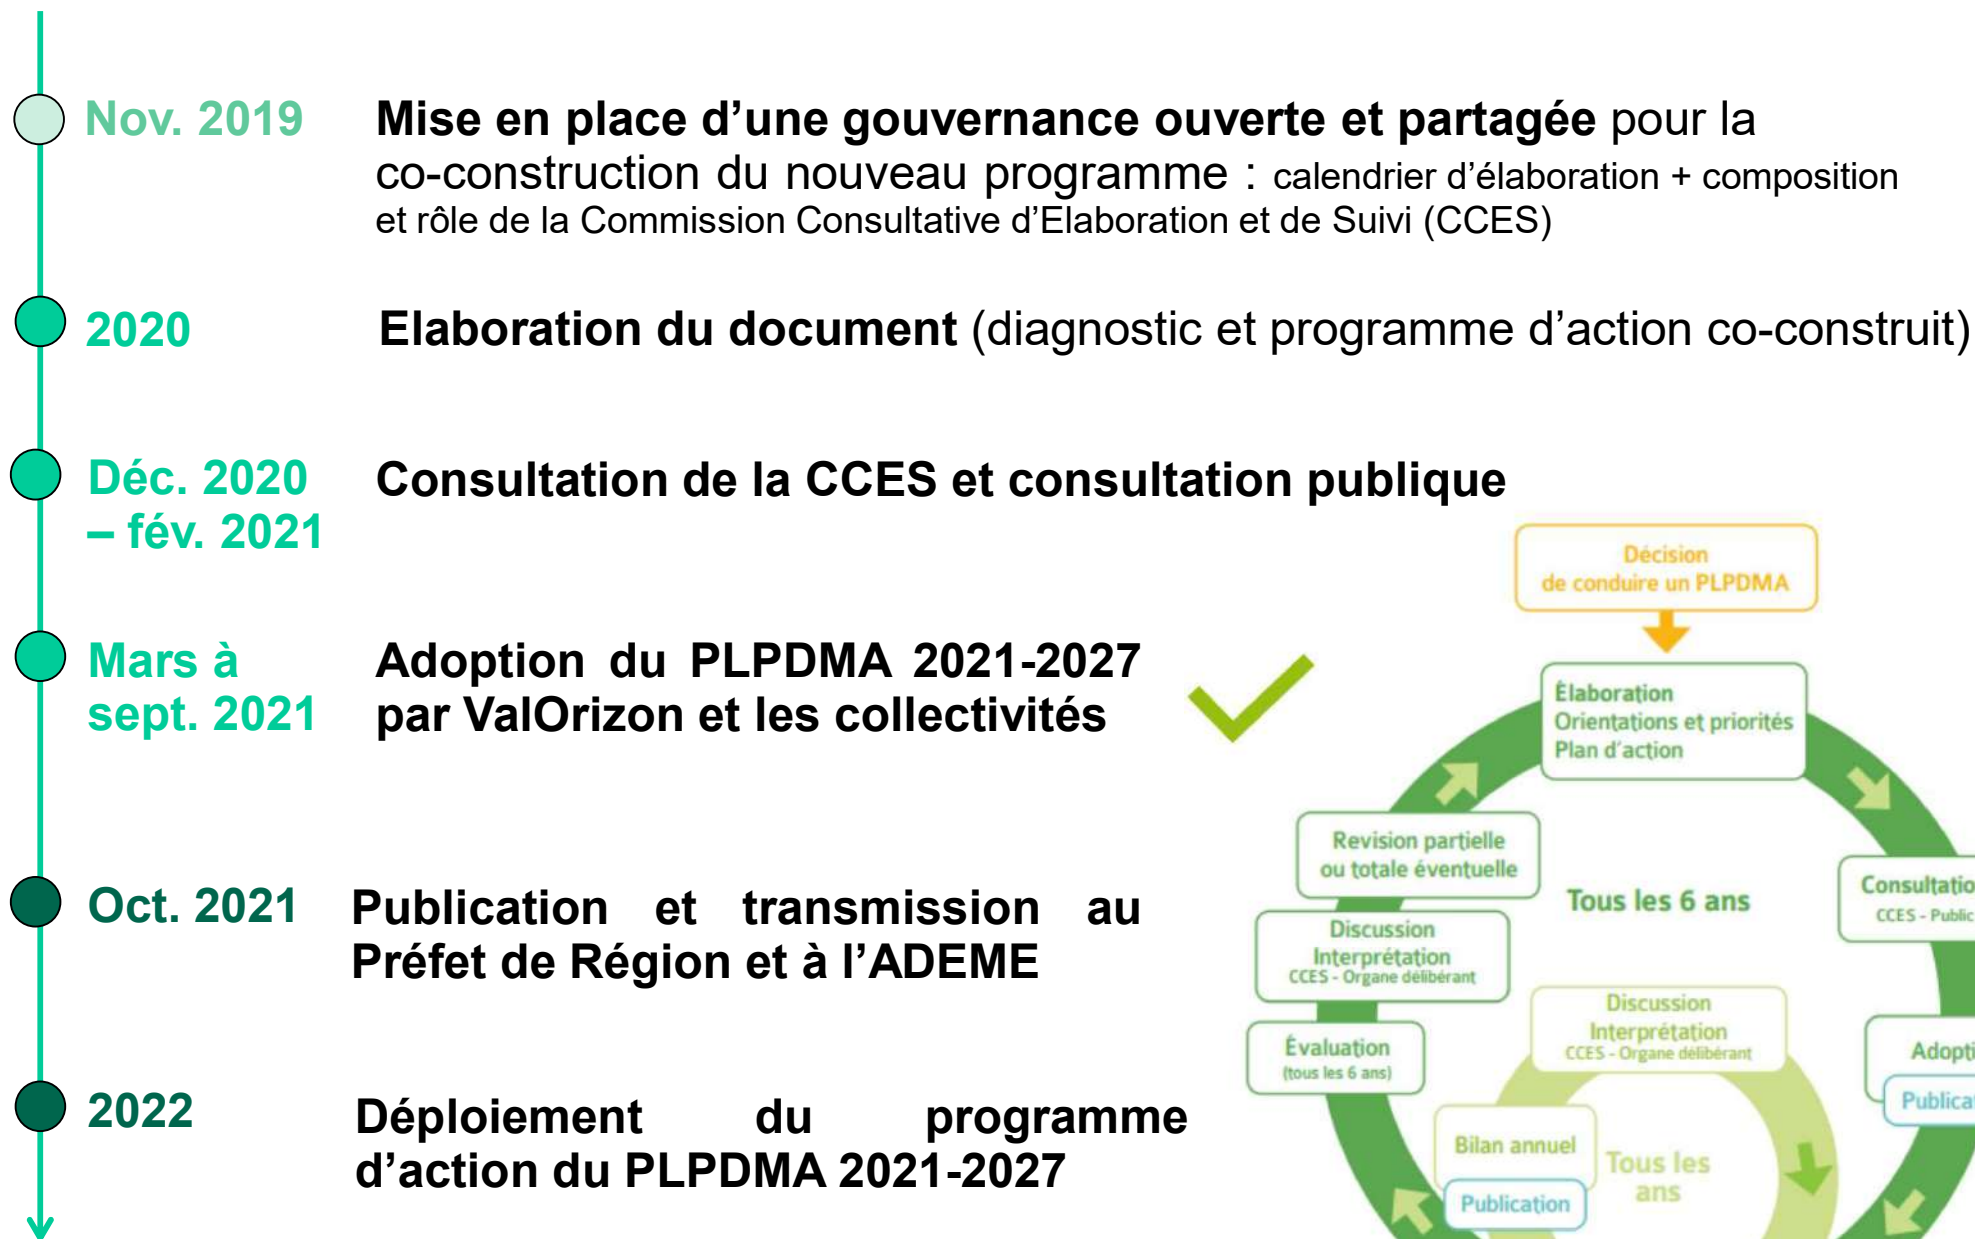 Nov. 2019
Mise en place d’une gouvernance ouverte et partagée pour la
co-construction du nouveau programme : calendrier d’élaboration + composition
et rôle de la Commission Consultative d’Elaboration et de Suivi (CCES)
2020
Elaboration du document (diagnostic et programme d’action co-construit)
Déc. 2020
– fév. 2021
Consultation de la CCES et consultation publique
Mars à
sept. 2021
Adoption du PLPDMA 2021-2027
par ValOrizon et les collectivités
Oct. 2021
Publication et transmission au
Préfet de Région et à l’ADEME
2022
Déploiement du programme
d’action du PLPDMA 2021-2027
Décision
de conduire un PLPDMA
Élaboration
Orientations et priorités
Plan d’action
Revision partielle
ou totale éventuelle
Tous les 6 ans
Consultatio
CCES - Public
Discussion
Interprétation
CCES - Organe délibérant
Discussion
Interprétation
CCES - Organe délibérant
Évaluation
(tous les 6 ans)
Adopti
Publica
Bilan annuel
Publication
Tous les
ans